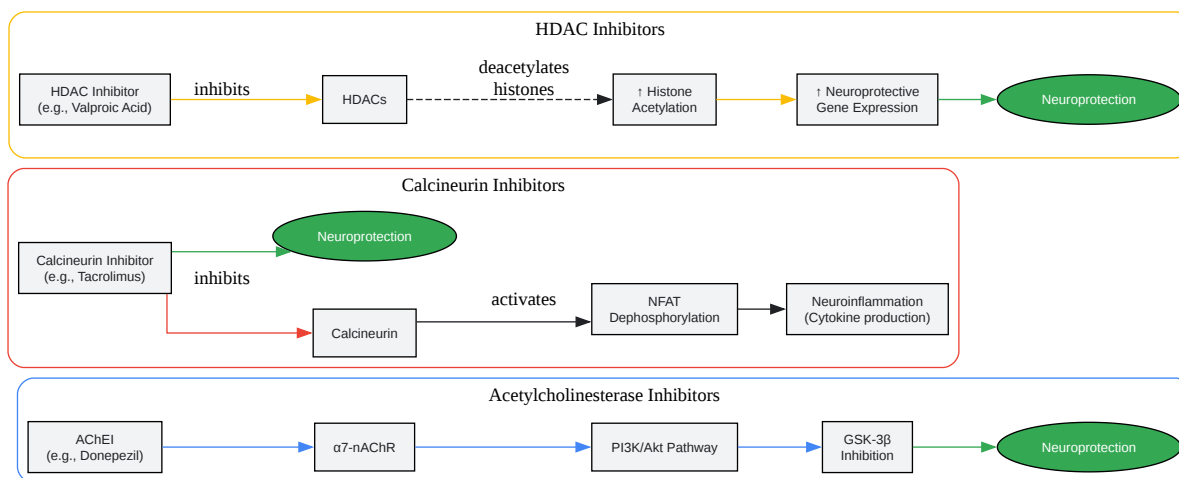 HDAC Inhibitors
HDAC Inhibitor
(e.g., Valproic Acid)
inhibits
HDACs
deacetylates
histones
↑ Histone
Acetylation
↑ Neuroprotective
Gene Expression
Neuroprotection
Calcineurin Inhibitors
Calcineurin Inhibitor
(e.g., Tacrolimus)
Neuroprotection
inhibits
Calcineurin
activates
NFAT
Dephosphorylation
Neuroinflammation
(Cytokine production)
Acetylcholinesterase Inhibitors
AChEI
(e.g., Donepezil)
α7-nAChR
PI3K/Akt Pathway
GSK-3β
Inhibition
Neuroprotection